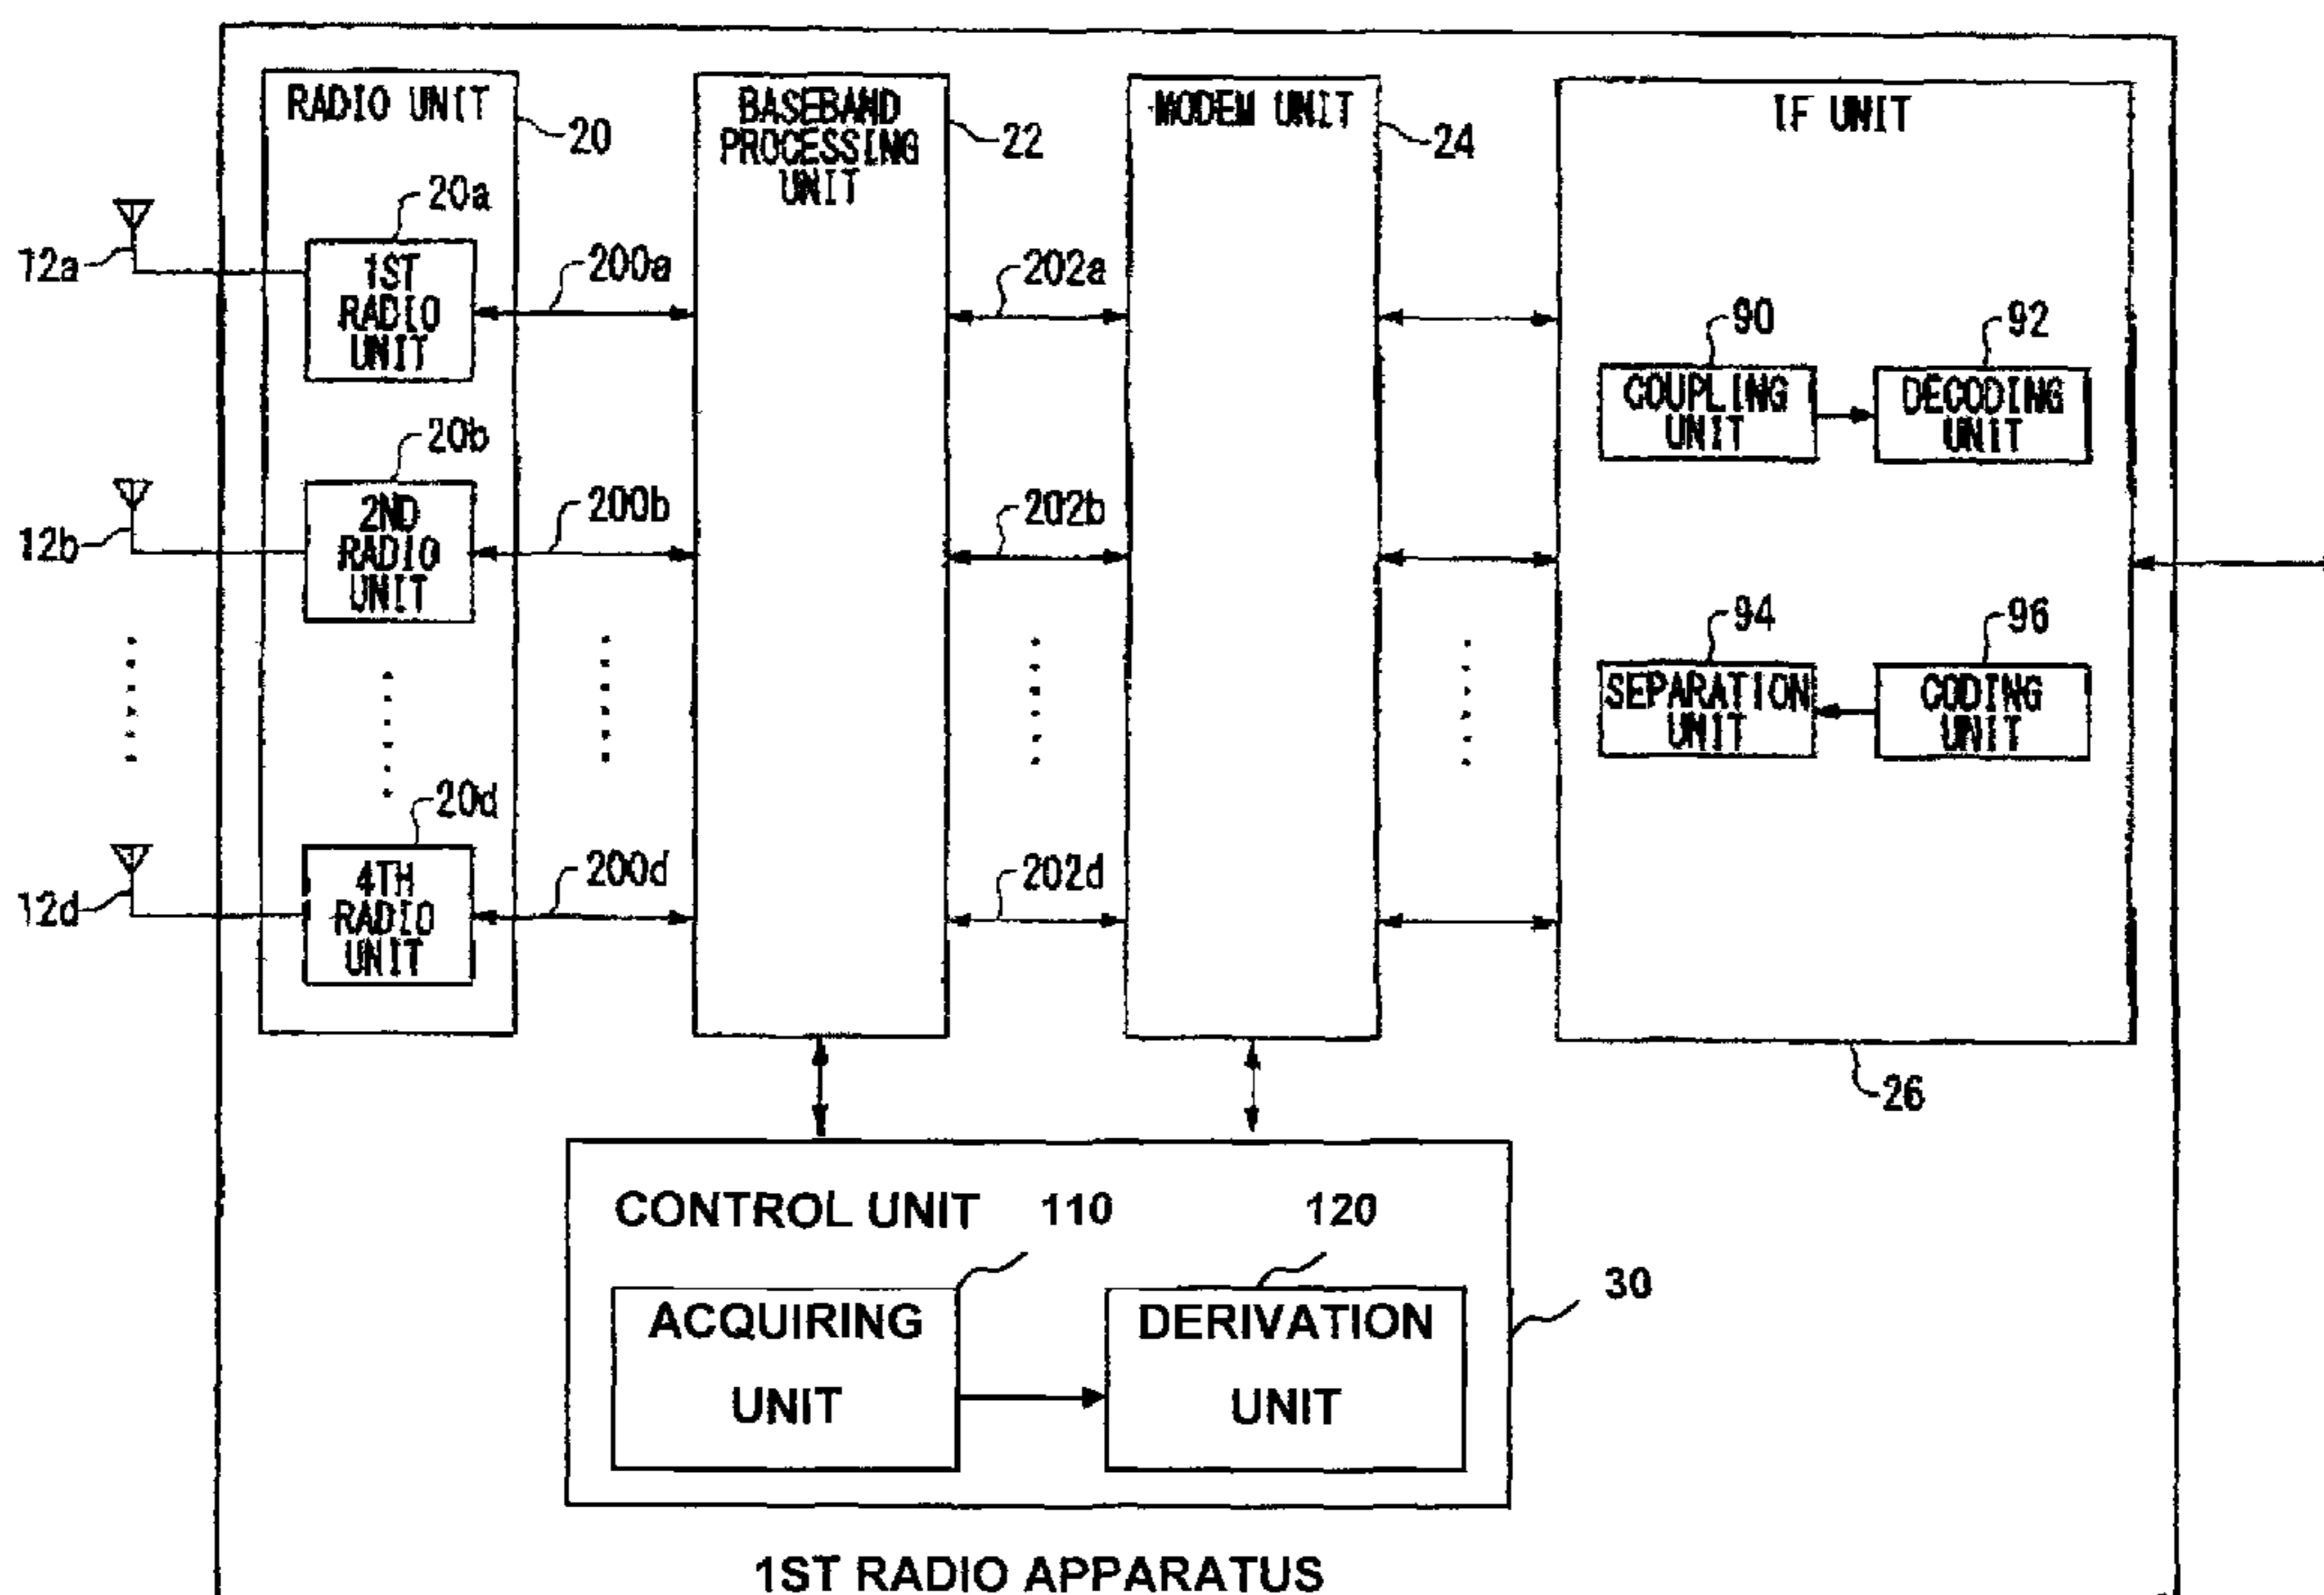 RADIO UNIT
20
BASEBAND
PROCESSING
UNIT
22
MODEM UNIT
24
IF UNIT
12a
20a
1ST
RADIO
UNIT
200a
202a
90
COUPLING
UNIT
92
DECODING
UNIT
12b
20b
2ND
RADIO
UNIT
200b
202b
94
SEPARATION
UNIT
96
CODING
UNIT
12d
20d
4TH
RADIO
UNIT
200d
202d
26
CONTROL UNIT
110
120
30
ACQUIRING
UNIT
DERIVATION
UNIT
1ST RADIO APPARATUS